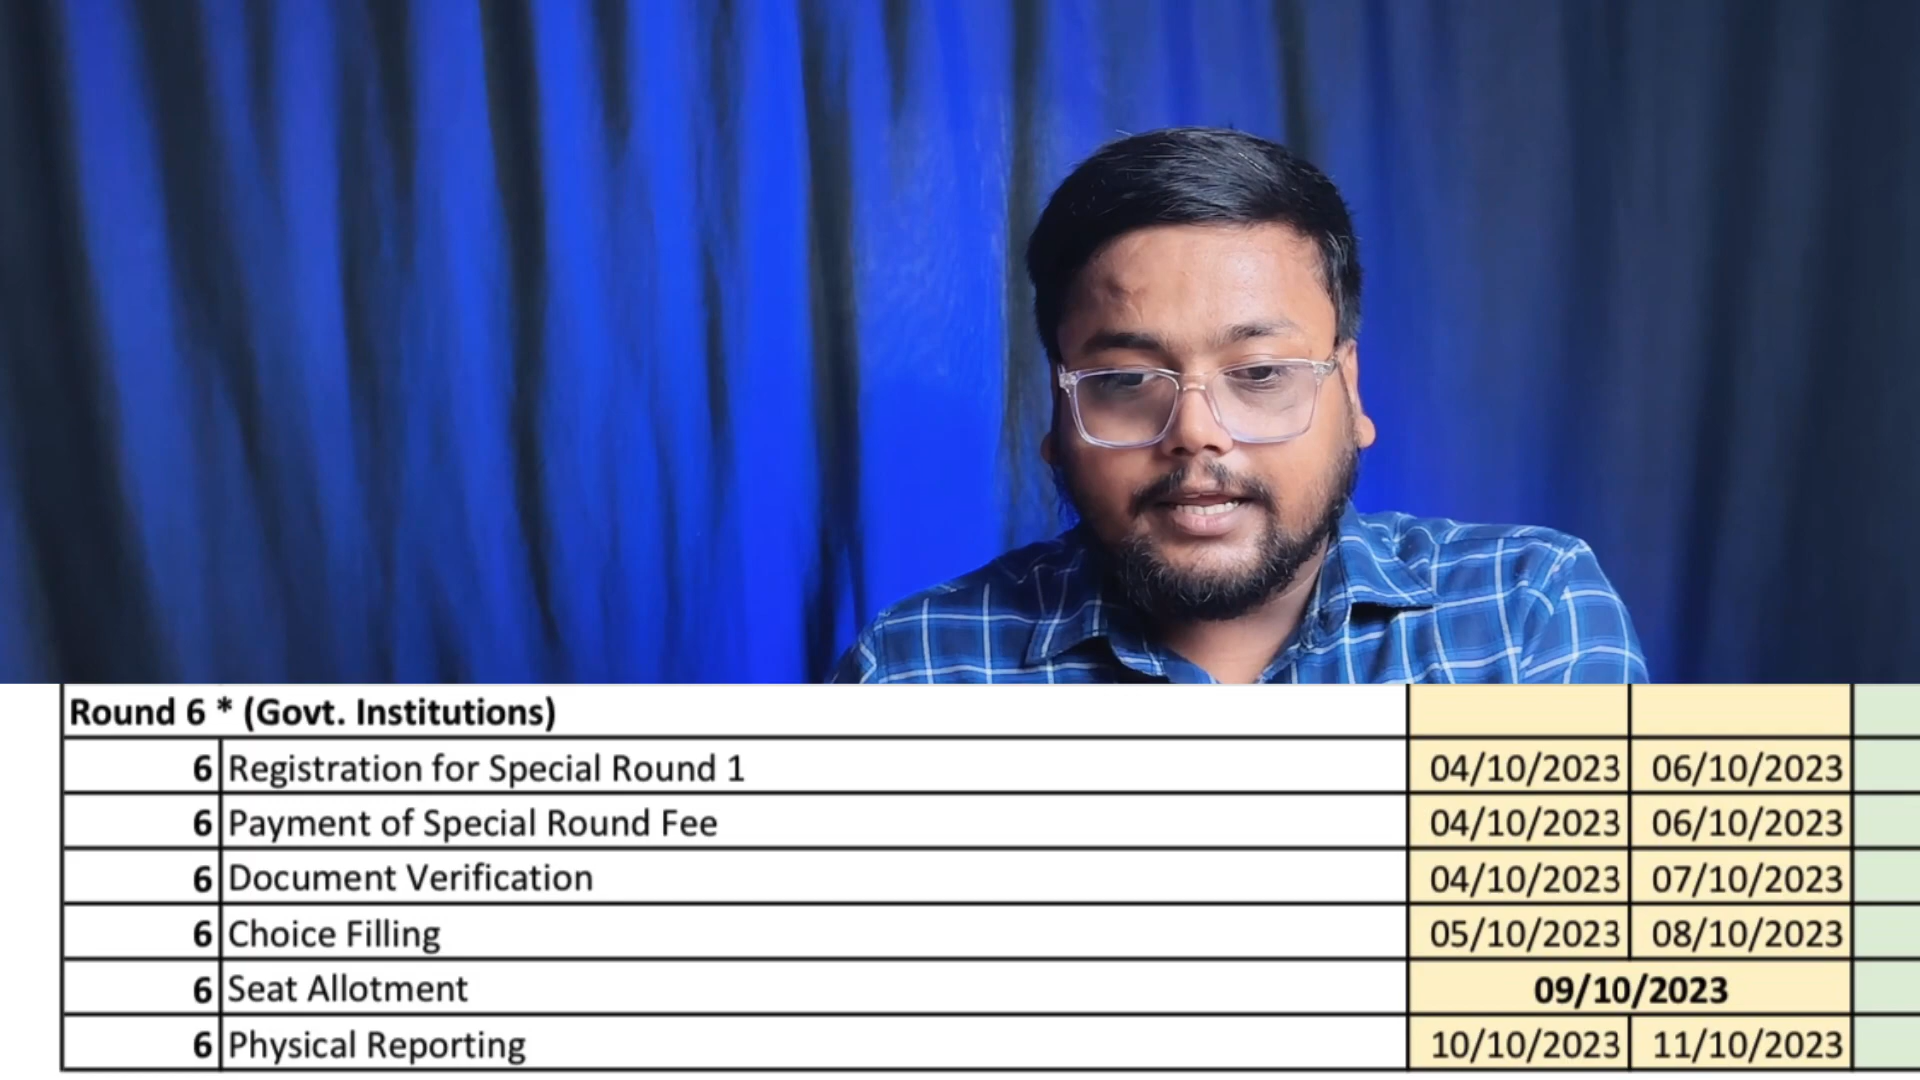 Round 6 * (Govt. Institutions)
6 Registration for Special Round 1 04/10/2023 06/10/2023
6 Payment of Special Round Fee 04/10/2023 06/10/2023
6 Document Verification 04/10/2023 07/10/2023
6 Choice Filling 05/10/2023 08/10/2023
6 Seat Allotment 09/10/2023
6 Physical Reporting 10/10/2023 11/10/2023